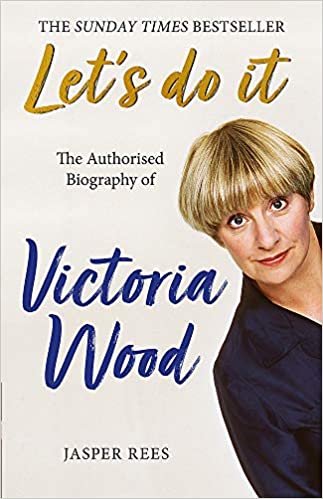 THE SUNDAY TIMES BESTSELLER
Let's do it
The Authorised
Biography of
Victoria
Wood
JASPER REES